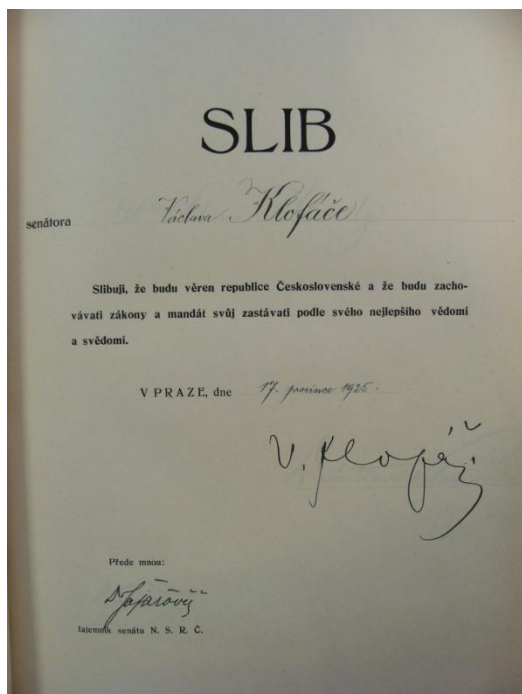 SLIB
senátora Václava Klofáče
Slibuji, že budu věren republice Československé a že budu zacho-
vávati zákony a mandát svůj zastávati podle svého nejlepšího vědomí
a svědomí.
V PRAZE, dne 17. prosince 1925.
V. Klofáč
Přede mnou:
tajemník senátu N. S. R. Č.